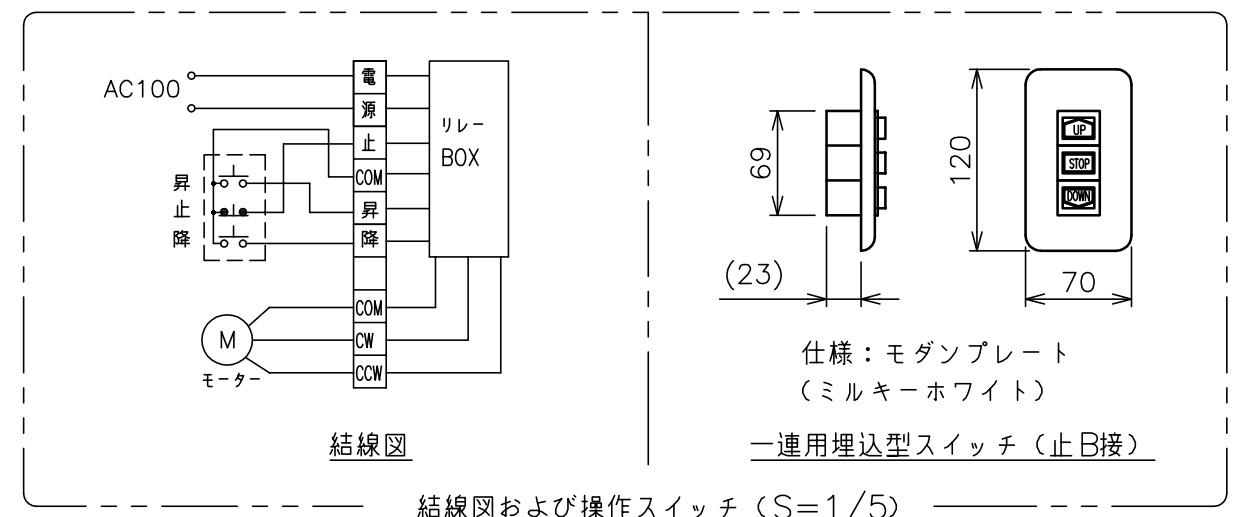 AC100
電
源
止
COM
昇
降
COM
CW
CCW
リレー
BOX
昇
止
降
M
モーター
結線図
69
(23)
120
70
UP
STOP
DOWN
仕様：モダンプレート
（ミルキーホワイト）
一連用埋込型スイッチ（止B接）
結線図および操作スイッチ（S=1/5）